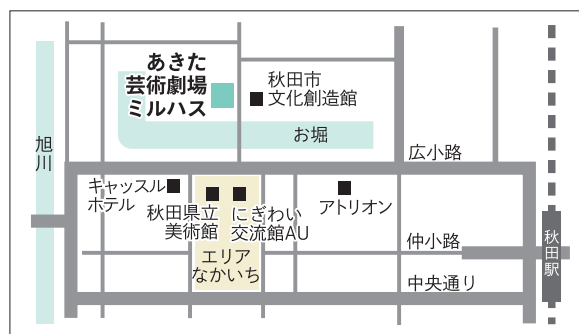 あきた
芸術劇場
ミルハス
秋田市
文化創造館
お堀
旭川
広小路
キャッスル
ホテル
秋田県立
美術館
にぎわい
交流館AU
アトリオン
エリア
なかいち
仲小路
中央通り
秋田駅